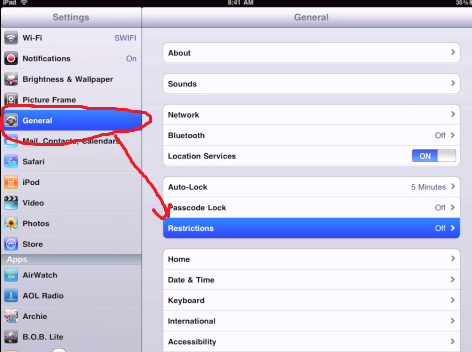 iPad
8:41 AM
35%
Settings
General
Wi-Fi SWIFI
Notifications On
Brightness & Wallpaper
Picture Frame
General
Mail, Contacts, Calendars
Safari
iPod
Video
Photos
Store
Apps
AirWatch
AOL Radio
Archie
B.O.B. Lite
About
Sounds
Network
Bluetooth Off
Location Services ON
Auto-Lock 5 Minutes
Passcode Lock Off
Restrictions Off
Home
Date & Time
Keyboard
International
Accessibility